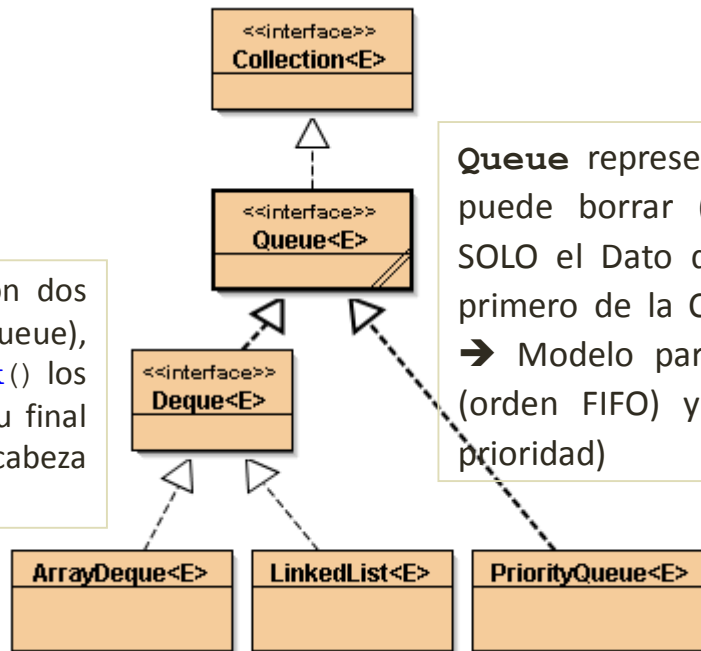 <<interface>>
Collection<E>
<<interface>>
Queue<E>
Queue represe
puede borrar (
SOLO el Dato
primero de la
➔ Modelo par
(orden FIFO) y
prioridad)
n dos
ueue),
t() los
u final
cabeza
<<interface>>
Deque<E>
ArrayDeque<E>
LinkedList<E>
PriorityQueue<E>